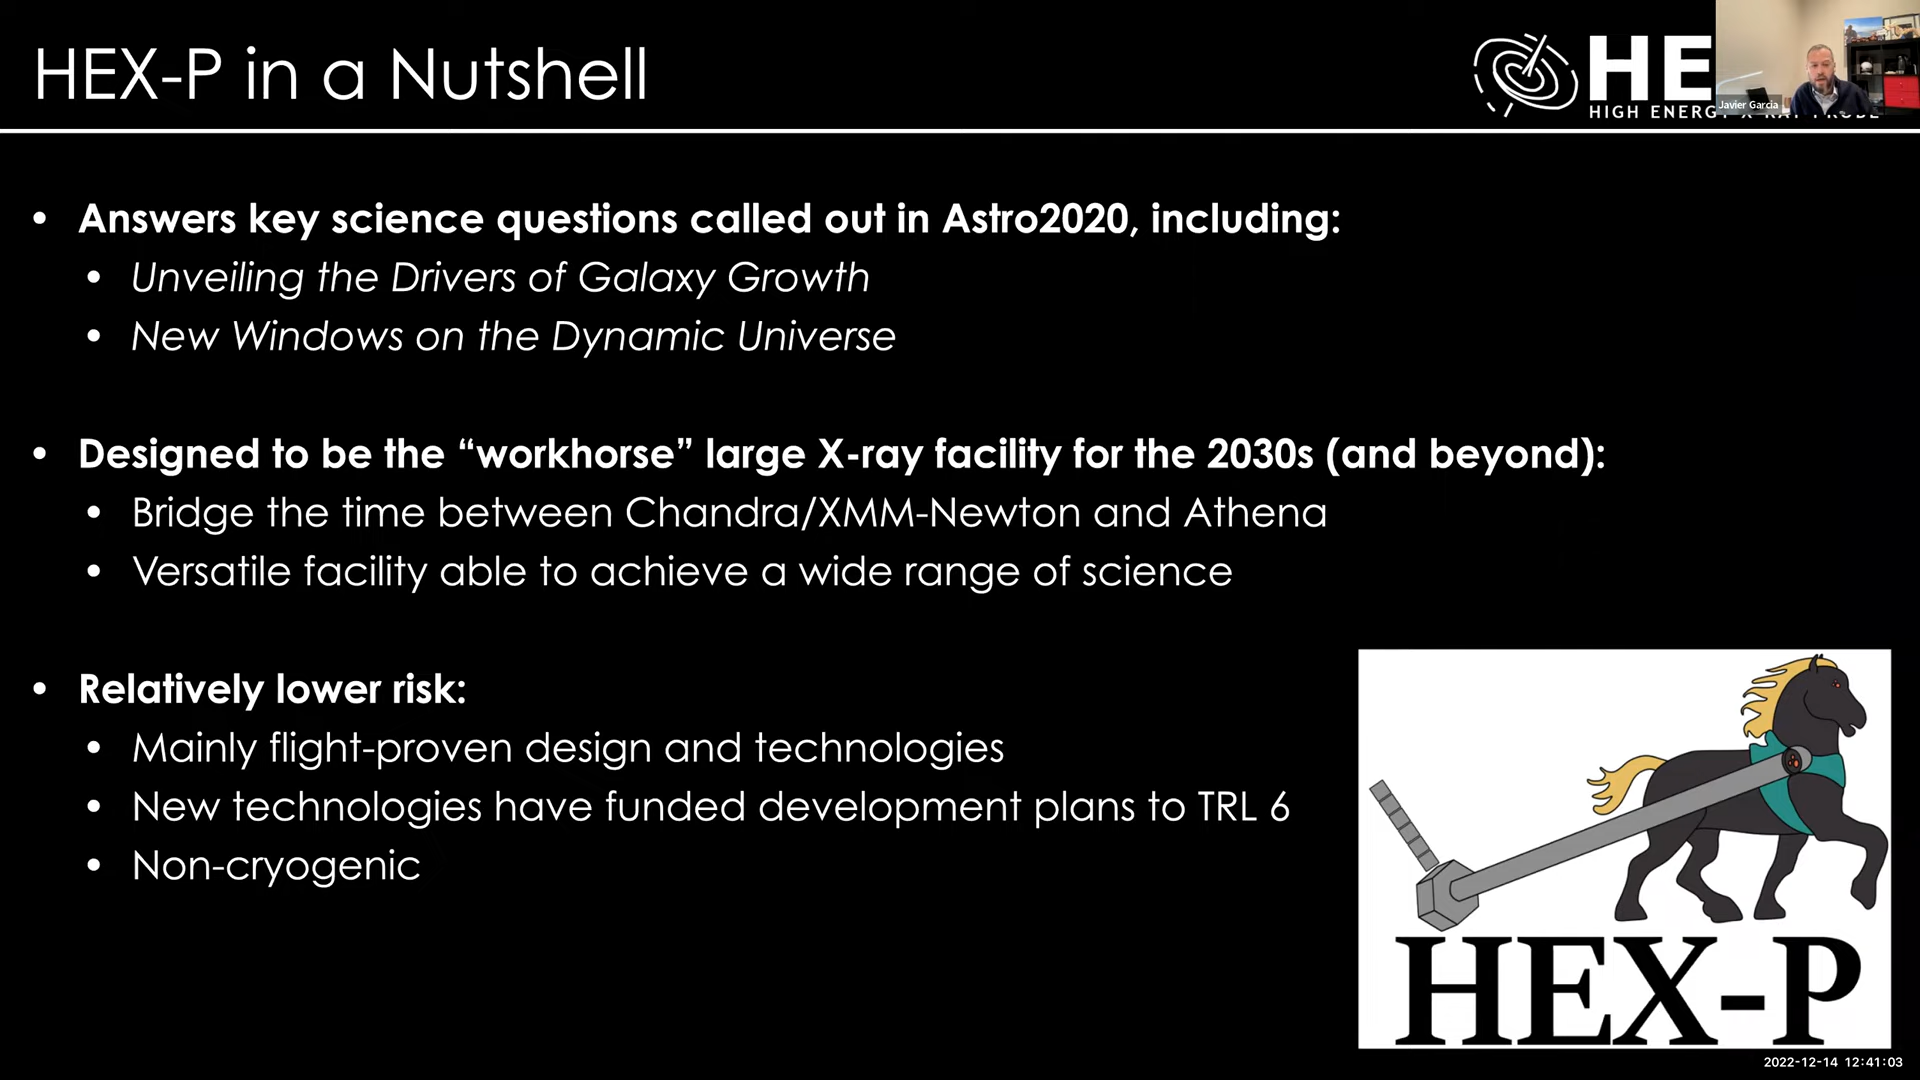 HEX-P in a Nutshell
HE
HIGH ENERGY X-RAY PROBE
Javier Garcia
• Answers key science questions called out in Astro2020, including:
• Unveiling the Drivers of Galaxy Growth
• New Windows on the Dynamic Universe
• Designed to be the “workhorse” large X-ray facility for the 2030s (and beyond):
• Bridge the time between Chandra/XMM-Newton and Athena
• Versatile facility able to achieve a wide range of science
• Relatively lower risk:
• Mainly flight-proven design and technologies
• New technologies have funded development plans to TRL 6
• Non-cryogenic
HEX-P
2022-12-14 12:41:03